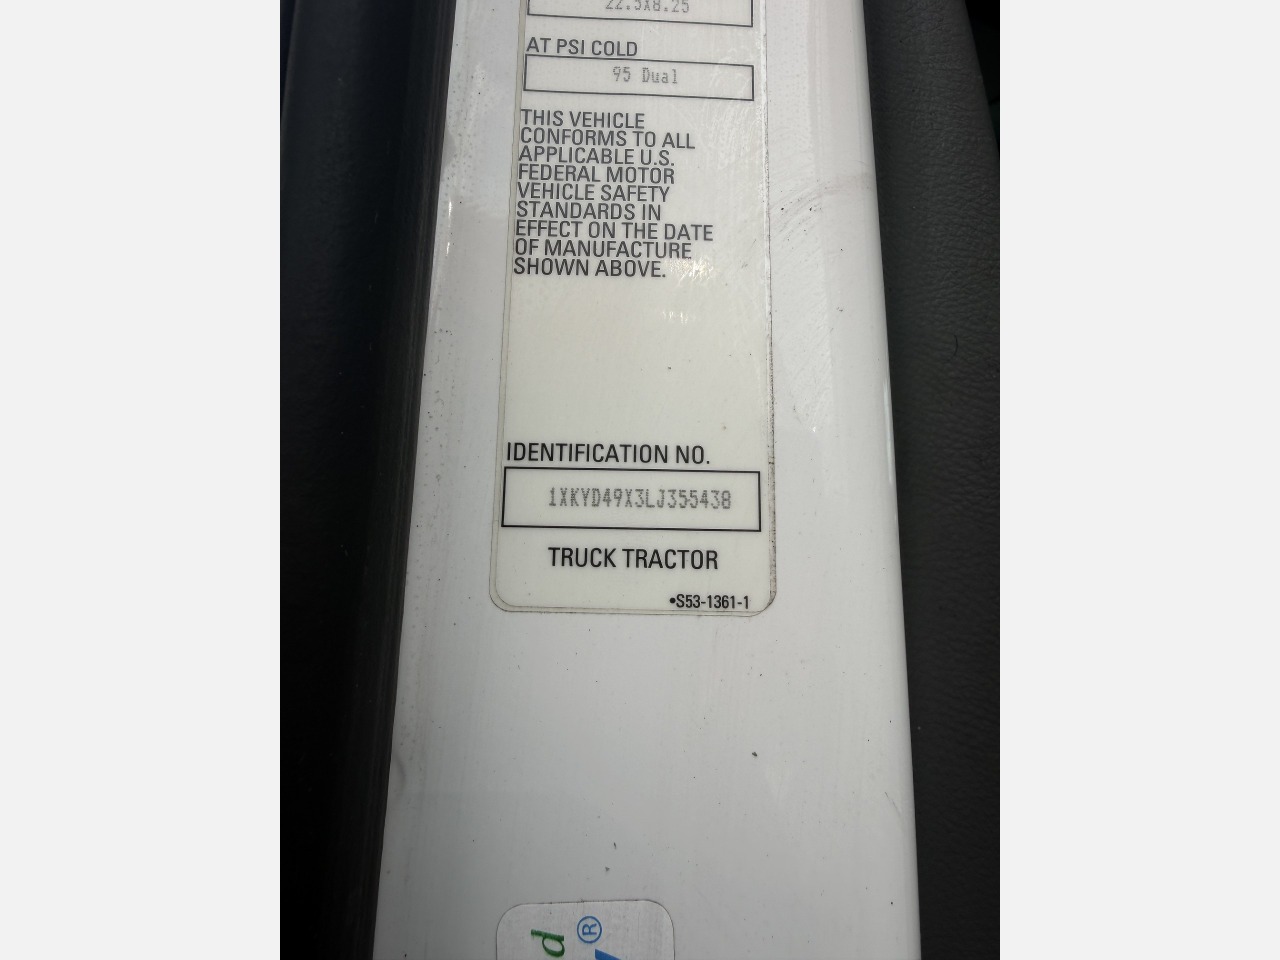 22.5X8.25
AT PSI COLD
95 Dual
THIS VEHICLE
CONFORMS TO ALL
APPLICABLE U.S.
FEDERAL MOTOR
VEHICLE SAFETY
STANDARDS IN
EFFECT ON THE DATE
OF MANUFACTURE
SHOWN ABOVE.
IDENTIFICATION NO.
1XKYD49X3LJ355438
TRUCK TRACTOR
•S53-1361-1
d ®